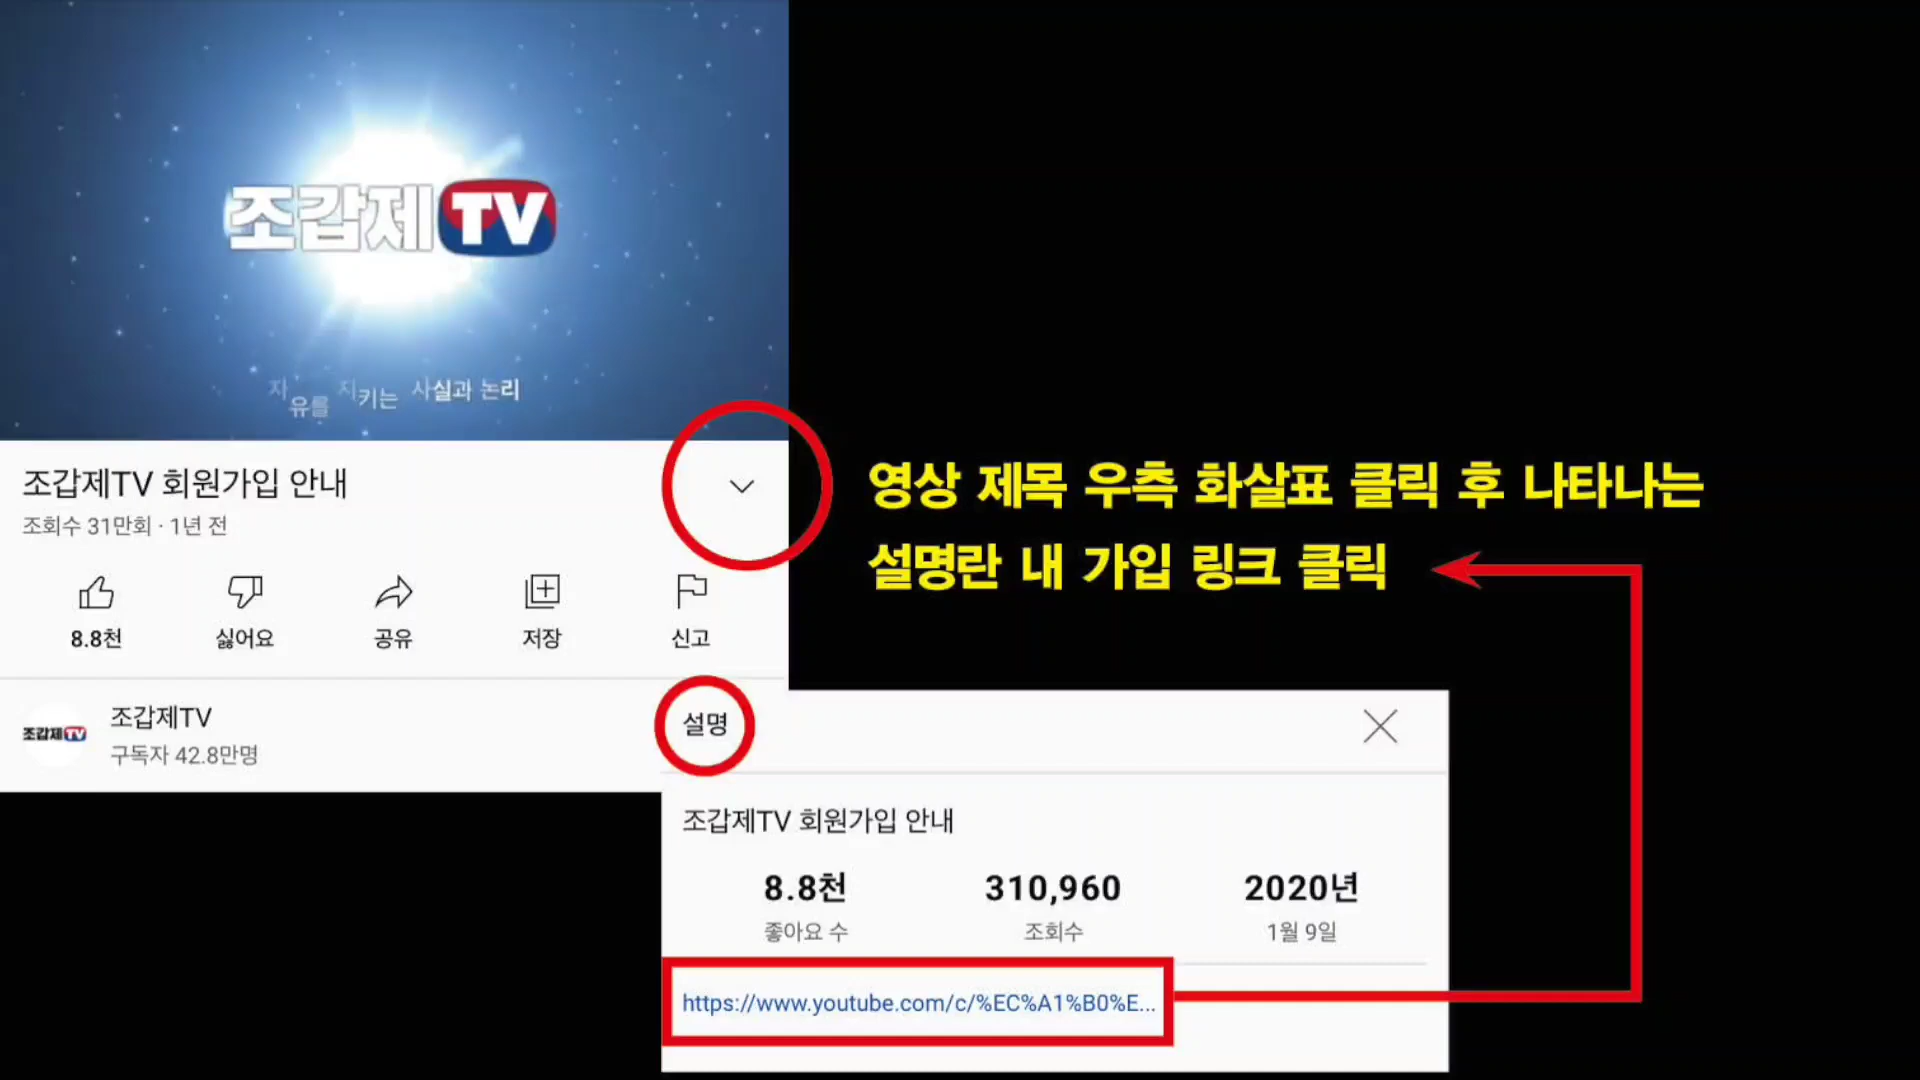 조갑제TV
자유를 지키는 사실과 논리
조갑제TV 회원가입 안내
조회수 31만회 · 1년 전
8.8천
싫어요
공유
저장
신고
조갑제TV
조갑제TV
구독자 42.8만명
영상 제목 우측 화살표 클릭 후 나타나는
설명란 내 가입 링크 클릭
설명
조갑제TV 회원가입 안내
8.8천
310,960
2020년
좋아요 수
조회수
1월 9일
https://www.youtube.com/c/%EC%A1%B0%E...